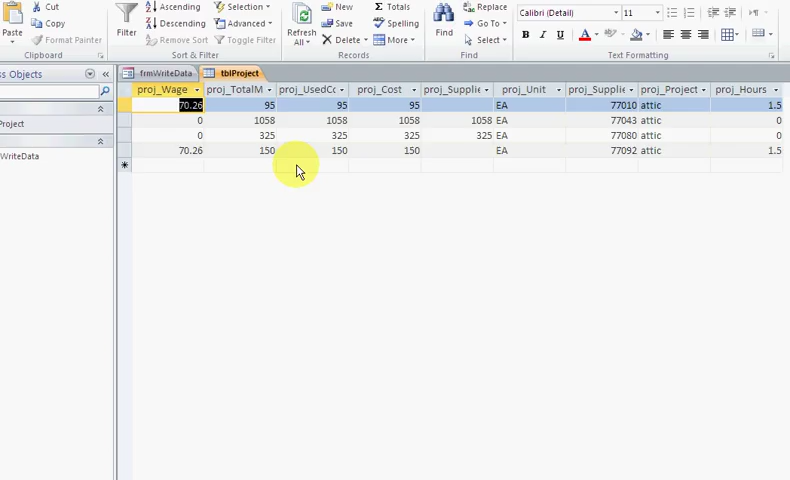 Cut
Copy
Format Painter
Paste
Clipboard
Filter
Ascending
Descending
Remove Sort
Selection
Advanced
Toggle Filter
Sort & Filter
Refresh
All
New
Save
Delete
Totals
Spelling
More
Records
Find
Replace
Go To
Select
Find
Calibri (Detail) 11
B I U A
Text Formatting
ss Objects «
frmWriteData tblProject
proj_Wage proj_TotalM proj_UsedCo proj_Cost proj_Supplie proj_Unit proj_Supplie proj_Project proj_Hours
70.26 95 95 95 EA 77010 attic 1.5
0 1058 1058 1058 1058 EA 77043 attic 0
0 325 325 325 325 EA 77080 attic 0
70.26 150 150 150 EA 77092 attic 1.5
Project
WriteData